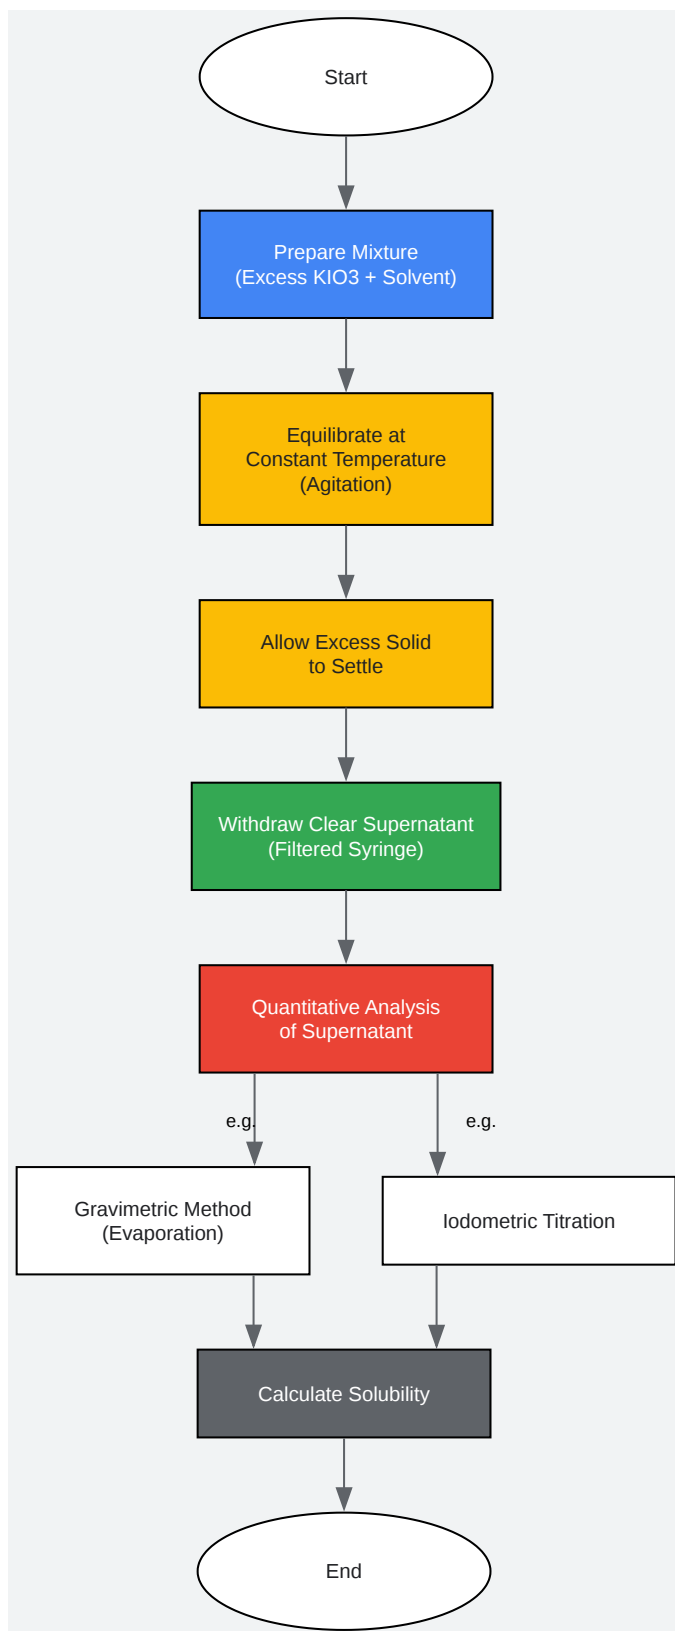 Start
Prepare Mixture
(Excess KIO3 + Solvent)
Equilibrate at
Constant Temperature
(Agitation)
Allow Excess Solid
to Settle
Withdraw Clear Supernatant
(Filtered Syringe)
Quantitative Analysis
of Supernatant
e.g.
e.g.
Gravimetric Method
(Evaporation)
Iodometric Titration
Calculate Solubility
End